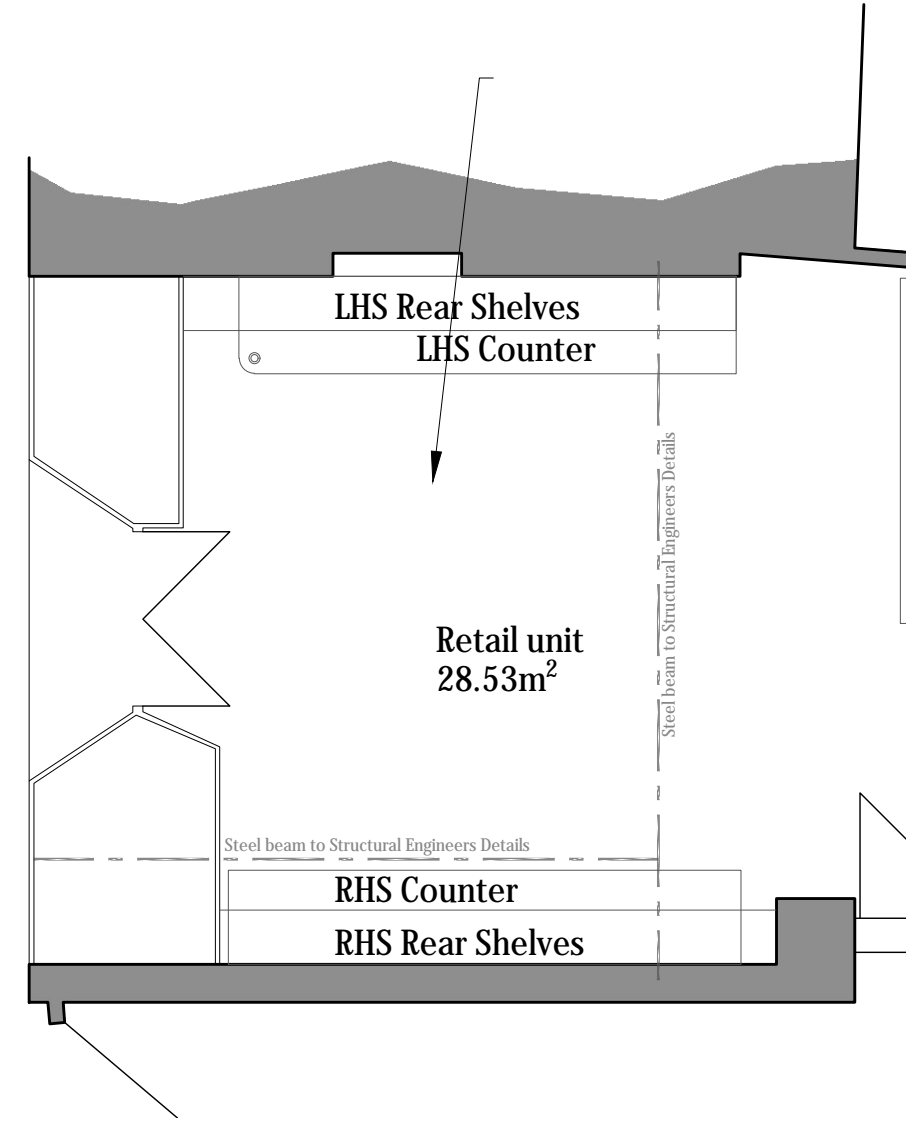 LHS Rear Shelves
LHS Counter
Steel beam to Structural Engineers Details
Retail unit
28.53m²
Steel beam to Structural Engineers Details
RHS Counter
RHS Rear Shelves